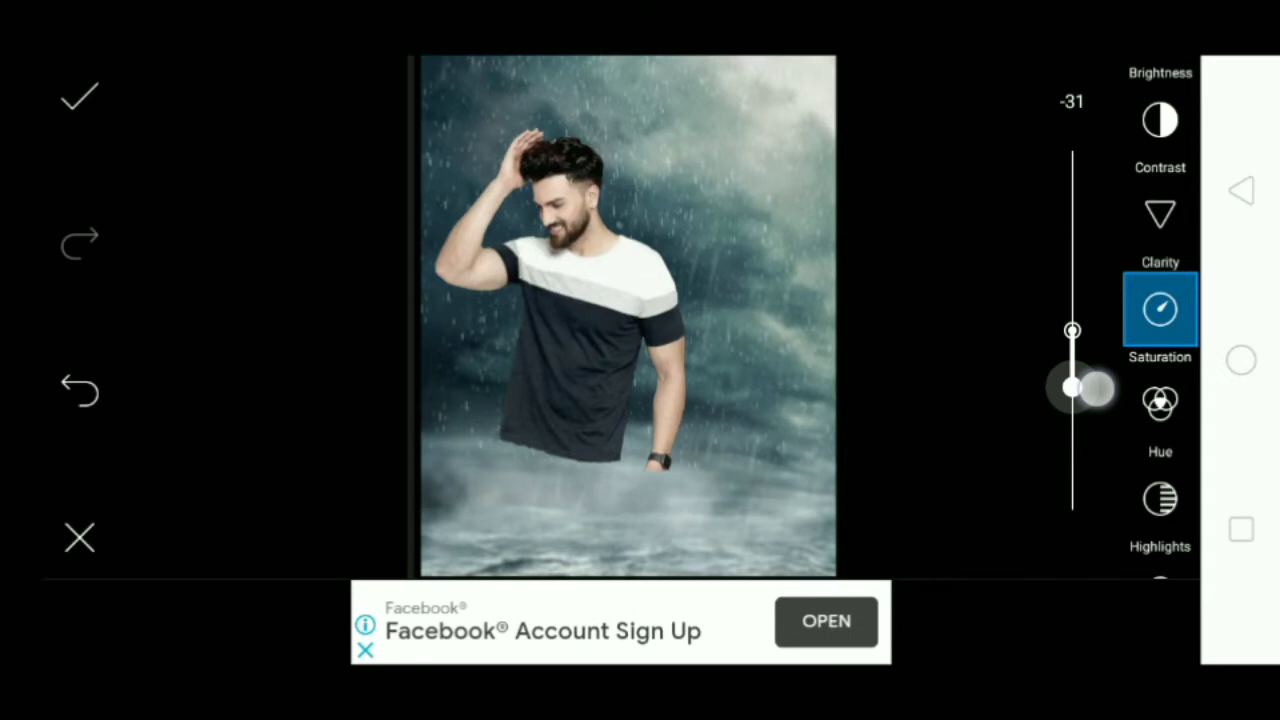 -31
Brightness
Contrast
Clarity
Saturation
Hue
Highlights
Facebook®
Facebook® Account Sign Up
OPEN